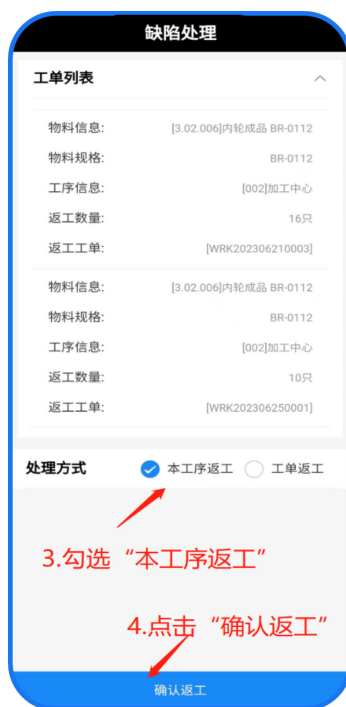 缺陷处理
工单列表
物料信息: [3.02.006]内轮成品 BR-0112
物料规格: BR-0112
工序信息: [002]加工中心
返工数量: 16只
返工工单: [WRK202306210003]
物料信息: [3.02.006]内轮成品 BR-0112
物料规格: BR-0112
工序信息: [002]加工中心
返工数量: 10只
返工工单: [WRK202306250001]
处理方式 本工序返工 工单返工
3.勾选“本工序返工”
4.点击“确认返工”
确认返工